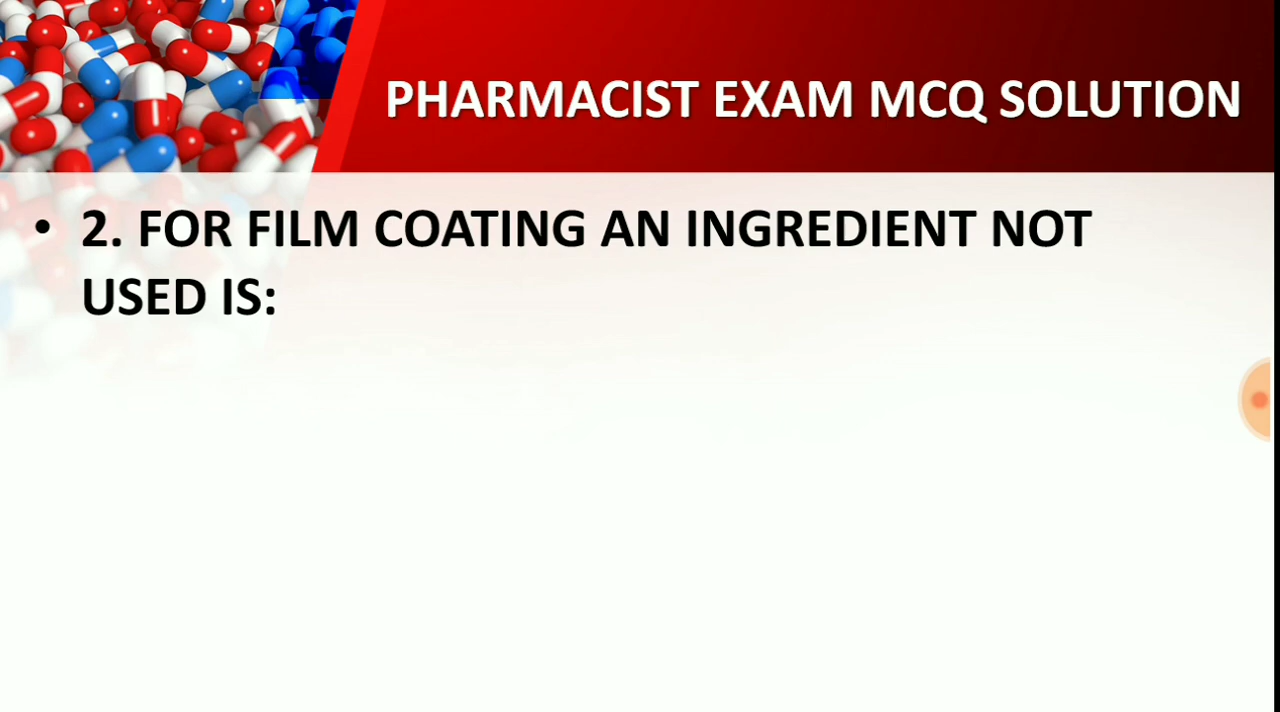 PHARMACIST EXAM MCQ SOLUTION
• 2. FOR FILM COATING AN INGREDIENT NOT
USED IS: